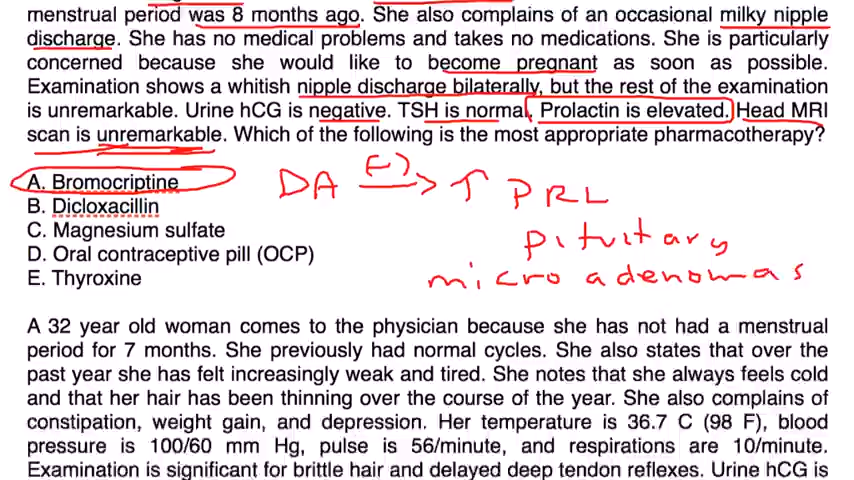 menstrual period was 8 months ago. She also complains of an occasional milky nipple
discharge. She has no medical problems and takes no medications. She is particularly
concerned because she would like to become pregnant as soon as possible.
Examination shows a whitish nipple discharge bilaterally, but the rest of the examination
is unremarkable. Urine hCG is negative. TSH is normal. Prolactin is elevated. Head MRI
scan is unremarkable. Which of the following is the most appropriate pharmacotherapy?
A. Bromocriptine
DA (-) → ↑ PRL
B. Dicloxacillin
C. Magnesium sulfate
pituitary
D. Oral contraceptive pill (OCP)
micro adenomas
E. Thyroxine
A 32 year old woman comes to the physician because she has not had a menstrual
period for 7 months. She previously had normal cycles. She also states that over the
past year she has felt increasingly weak and tired. She notes that she always feels cold
and that her hair has been thinning over the course of the year. She also complains of
constipation, weight gain, and depression. Her temperature is 36.7 C (98 F), blood
pressure is 100/60 mm Hg, pulse is 56/minute, and respirations are 10/minute.
Examination is significant for brittle hair and delayed deep tendon reflexes. Urine hCG is